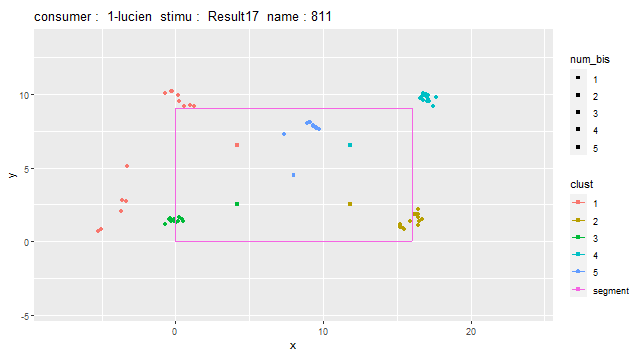 consumer :  1-lucien  stimu :  Result17  name : 811
num_bis
1
2
3
4
5
clust
1
2
3
4
5
segment
y
10
5
0
-5
0
10
20
x